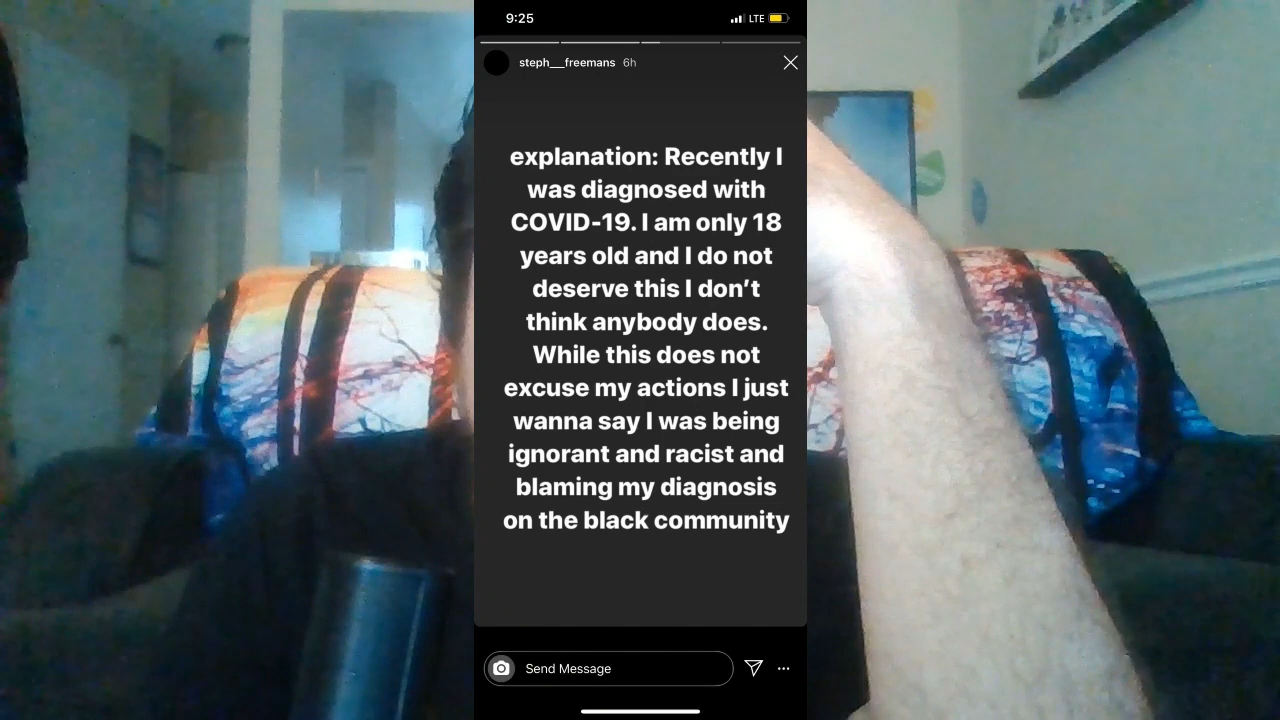 9:25
LTE
steph___freemans 6h
explanation: Recently I
was diagnosed with
COVID-19. I am only 18
years old and I do not
deserve this I don’t
think anybody does.
While this does not
excuse my actions I just
wanna say I was being
ignorant and racist and
blaming my diagnosis
on the black community
Send Message